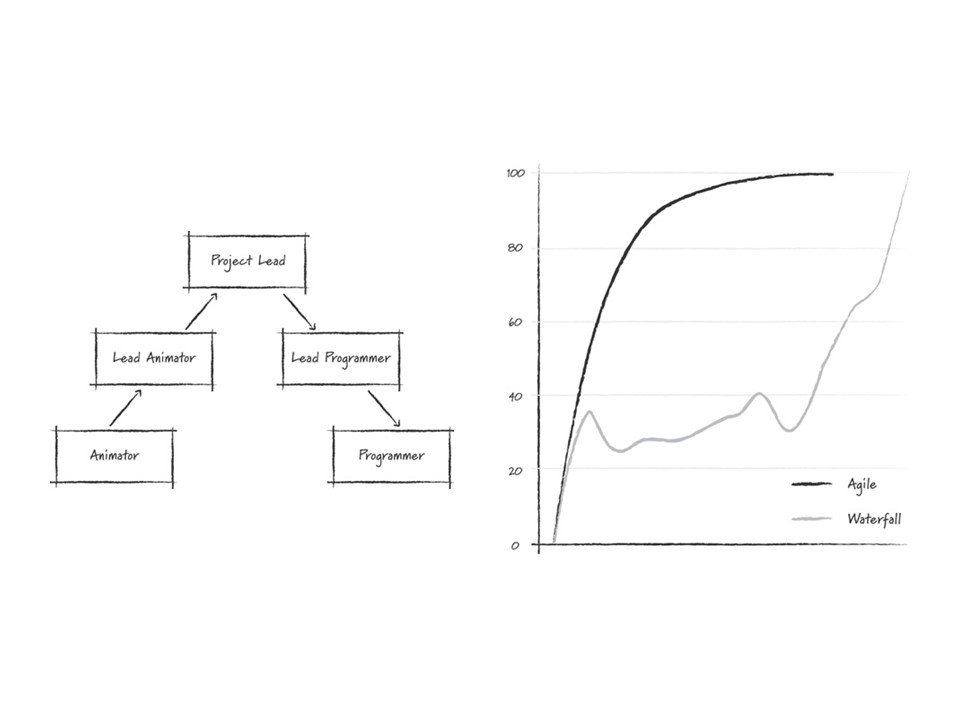 Project Lead
Lead Animator
Lead Programmer
Animator
Programmer
100
80
60
40
20
0
Agile
Waterfall